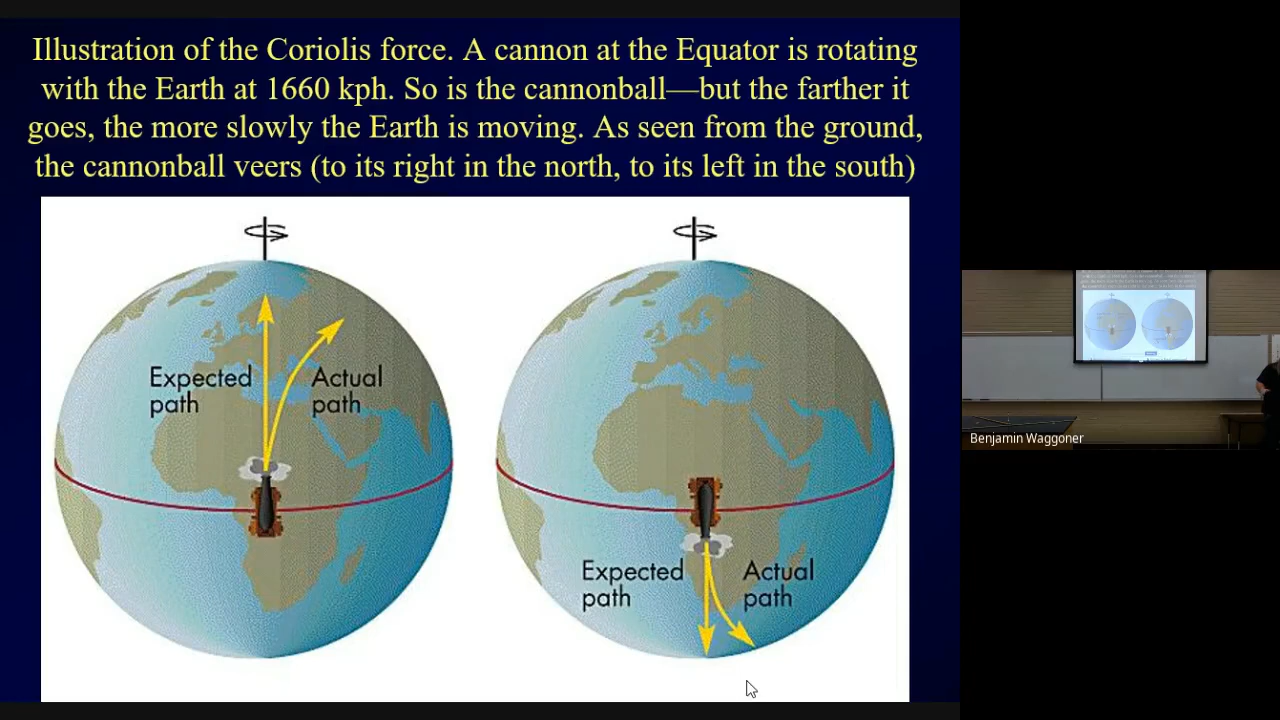 Illustration of the Coriolis force. A cannon at the Equator is rotating
with the Earth at 1660 kph. So is the cannonball—but the farther it
goes, the more slowly the Earth is moving. As seen from the ground,
the cannonball veers (to its right in the north, to its left in the south)
Expected
path
Actual
path
Expected
path
Actual
path
Benjamin Waggoner